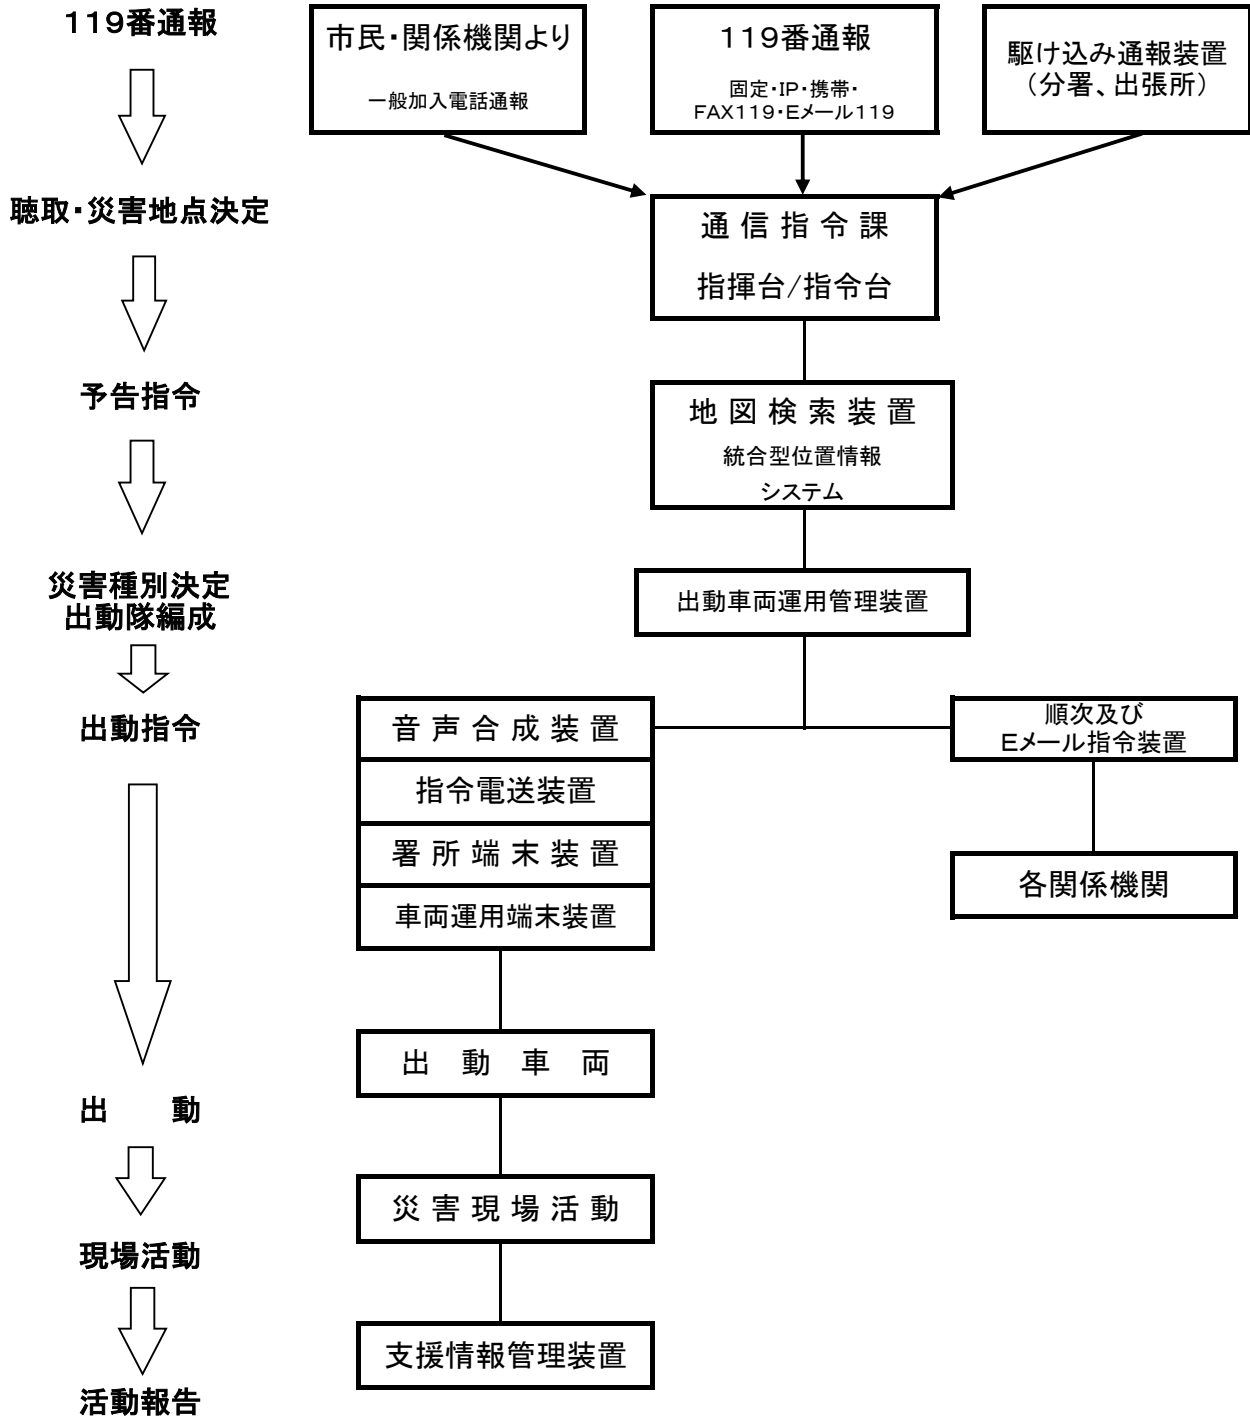 119番通報
聴取・災害地点決定
予告指令
災害種別決定
出動隊編成
出動指令
出　　動
現場活動
活動報告
市民・関係機関より
一般加入電話通報
119番通報
固定・IP・携帯・
FAX119・Eメール119
駆け込み通報装置
（分署、出張所）
通信指令課
指揮台/指令台
地図検索装置
統合型位置情報
システム
出動車両運用管理装置
音声合成装置
指令電送装置
署所端末装置
車両運用端末装置
順次及び
Eメール指令装置
各関係機関
出　動　車　両
災害現場活動
支援情報管理装置